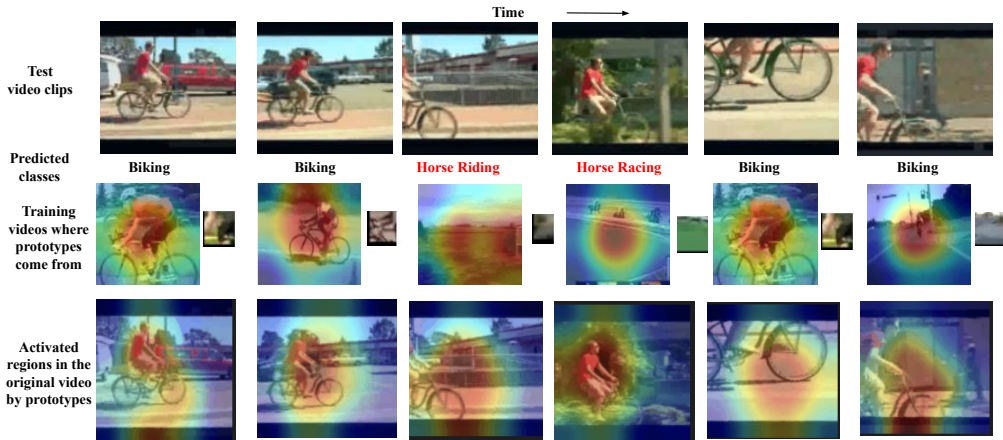 Time
Test
video clips
Predicted
classes
Biking
Biking
Horse Riding
Horse Racing
Biking
Biking
Training
videos where
prototypes
come from
Activated
regions in the
original video
by prototypes